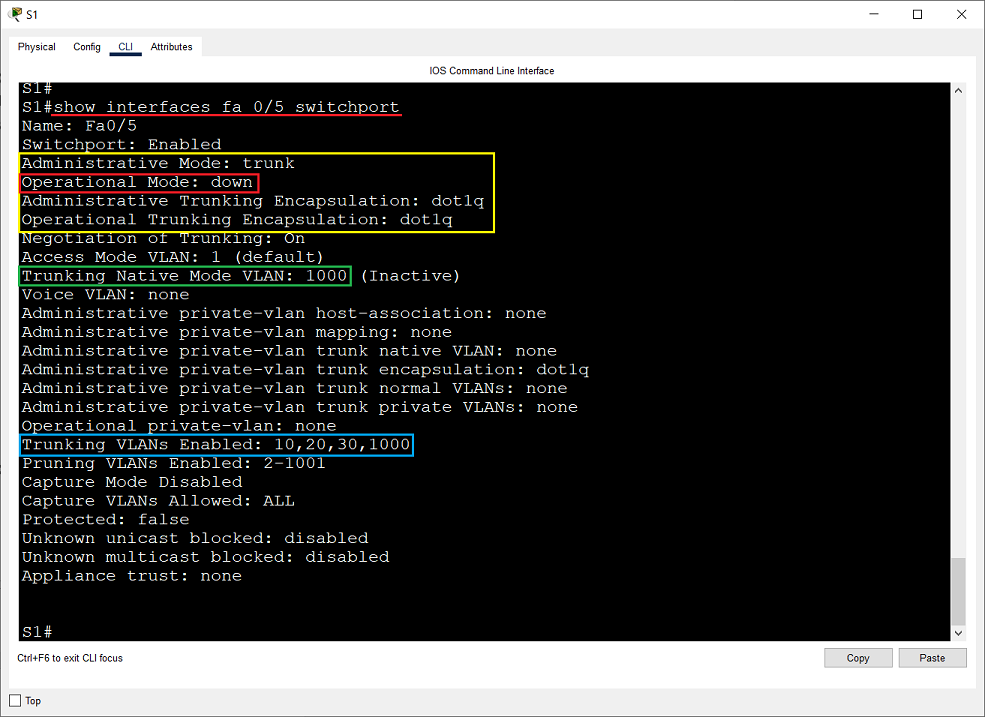 S1
Physical Config CLI Attributes
IOS Command Line Interface
S1#
S1#show interfaces fa 0/5 switchport
Name: Fa0/5
Switchport: Enabled
Administrative Mode: trunk
Operational Mode: down
Administrative Trunking Encapsulation: dot1q
Operational Trunking Encapsulation: dot1q
Negotiation of Trunking: On
Access Mode VLAN: 1 (default)
Trunking Native Mode VLAN: 1000 (Inactive)
Voice VLAN: none
Administrative private-vlan host-association: none
Administrative private-vlan mapping: none
Administrative private-vlan trunk native VLAN: none
Administrative private-vlan trunk encapsulation: dot1q
Administrative private-vlan trunk normal VLANs: none
Administrative private-vlan trunk private VLANs: none
Operational private-vlan: none
Trunking VLANs Enabled: 10,20,30,1000
Pruning VLANs Enabled: 2-1001
Capture Mode Disabled
Capture VLANs Allowed: ALL
Protected: false
Unknown unicast blocked: disabled
Unknown multicast blocked: disabled
Appliance trust: none
S1#
Ctrl+F6 to exit CLI focus
Copy Paste
Top